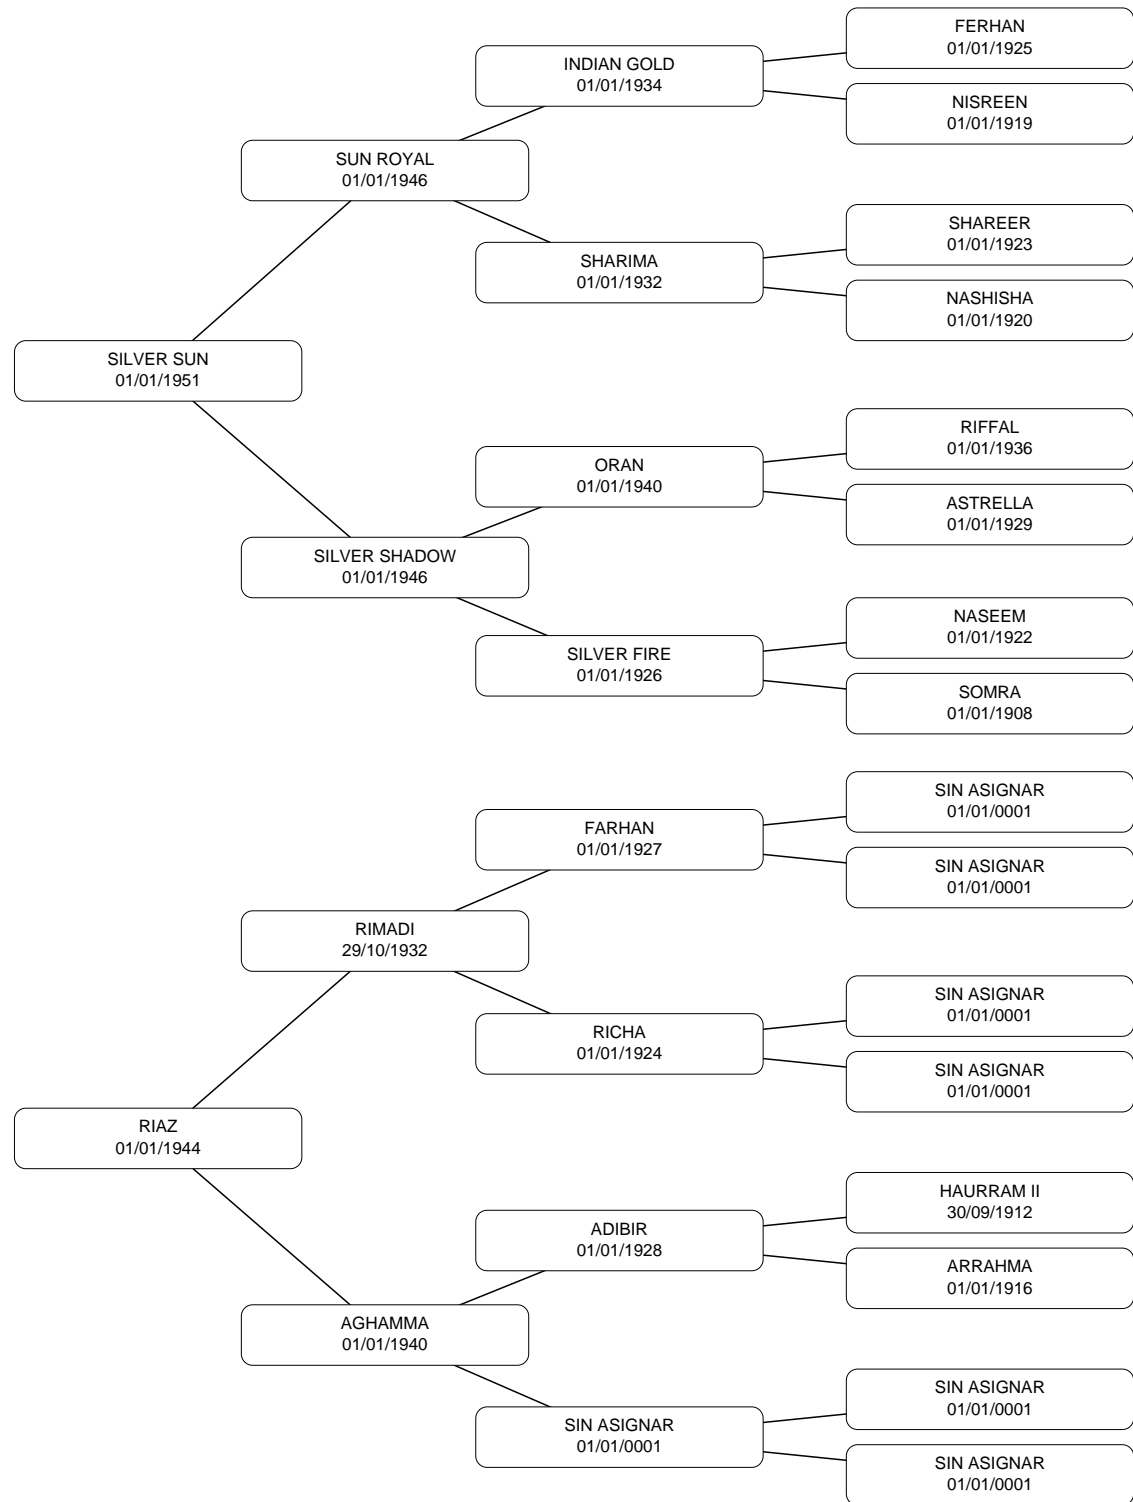 FERHAN
01/01/1925
INDIAN GOLD
01/01/1934
NISREEN
01/01/1919
SUN ROYAL
01/01/1946
SHAREER
01/01/1923
SHARIMA
01/01/1932
NASHISHA
01/01/1920
SILVER SUN
01/01/1951
RIFFAL
01/01/1936
ORAN
01/01/1940
ASTRELLA
01/01/1929
SILVER SHADOW
01/01/1946
NASEEM
01/01/1922
SILVER FIRE
01/01/1926
SOMRA
01/01/1908
SIN ASIGNAR
01/01/0001
FARHAN
01/01/1927
SIN ASIGNAR
01/01/0001
RIMADI
29/10/1932
SIN ASIGNAR
01/01/0001
RICHA
01/01/1924
SIN ASIGNAR
01/01/0001
RIAZ
01/01/1944
HAURRAM II
30/09/1912
ADIBIR
01/01/1928
ARRAHMA
01/01/1916
AGHAMMA
01/01/1940
SIN ASIGNAR
01/01/0001
SIN ASIGNAR
01/01/0001
SIN ASIGNAR
01/01/0001